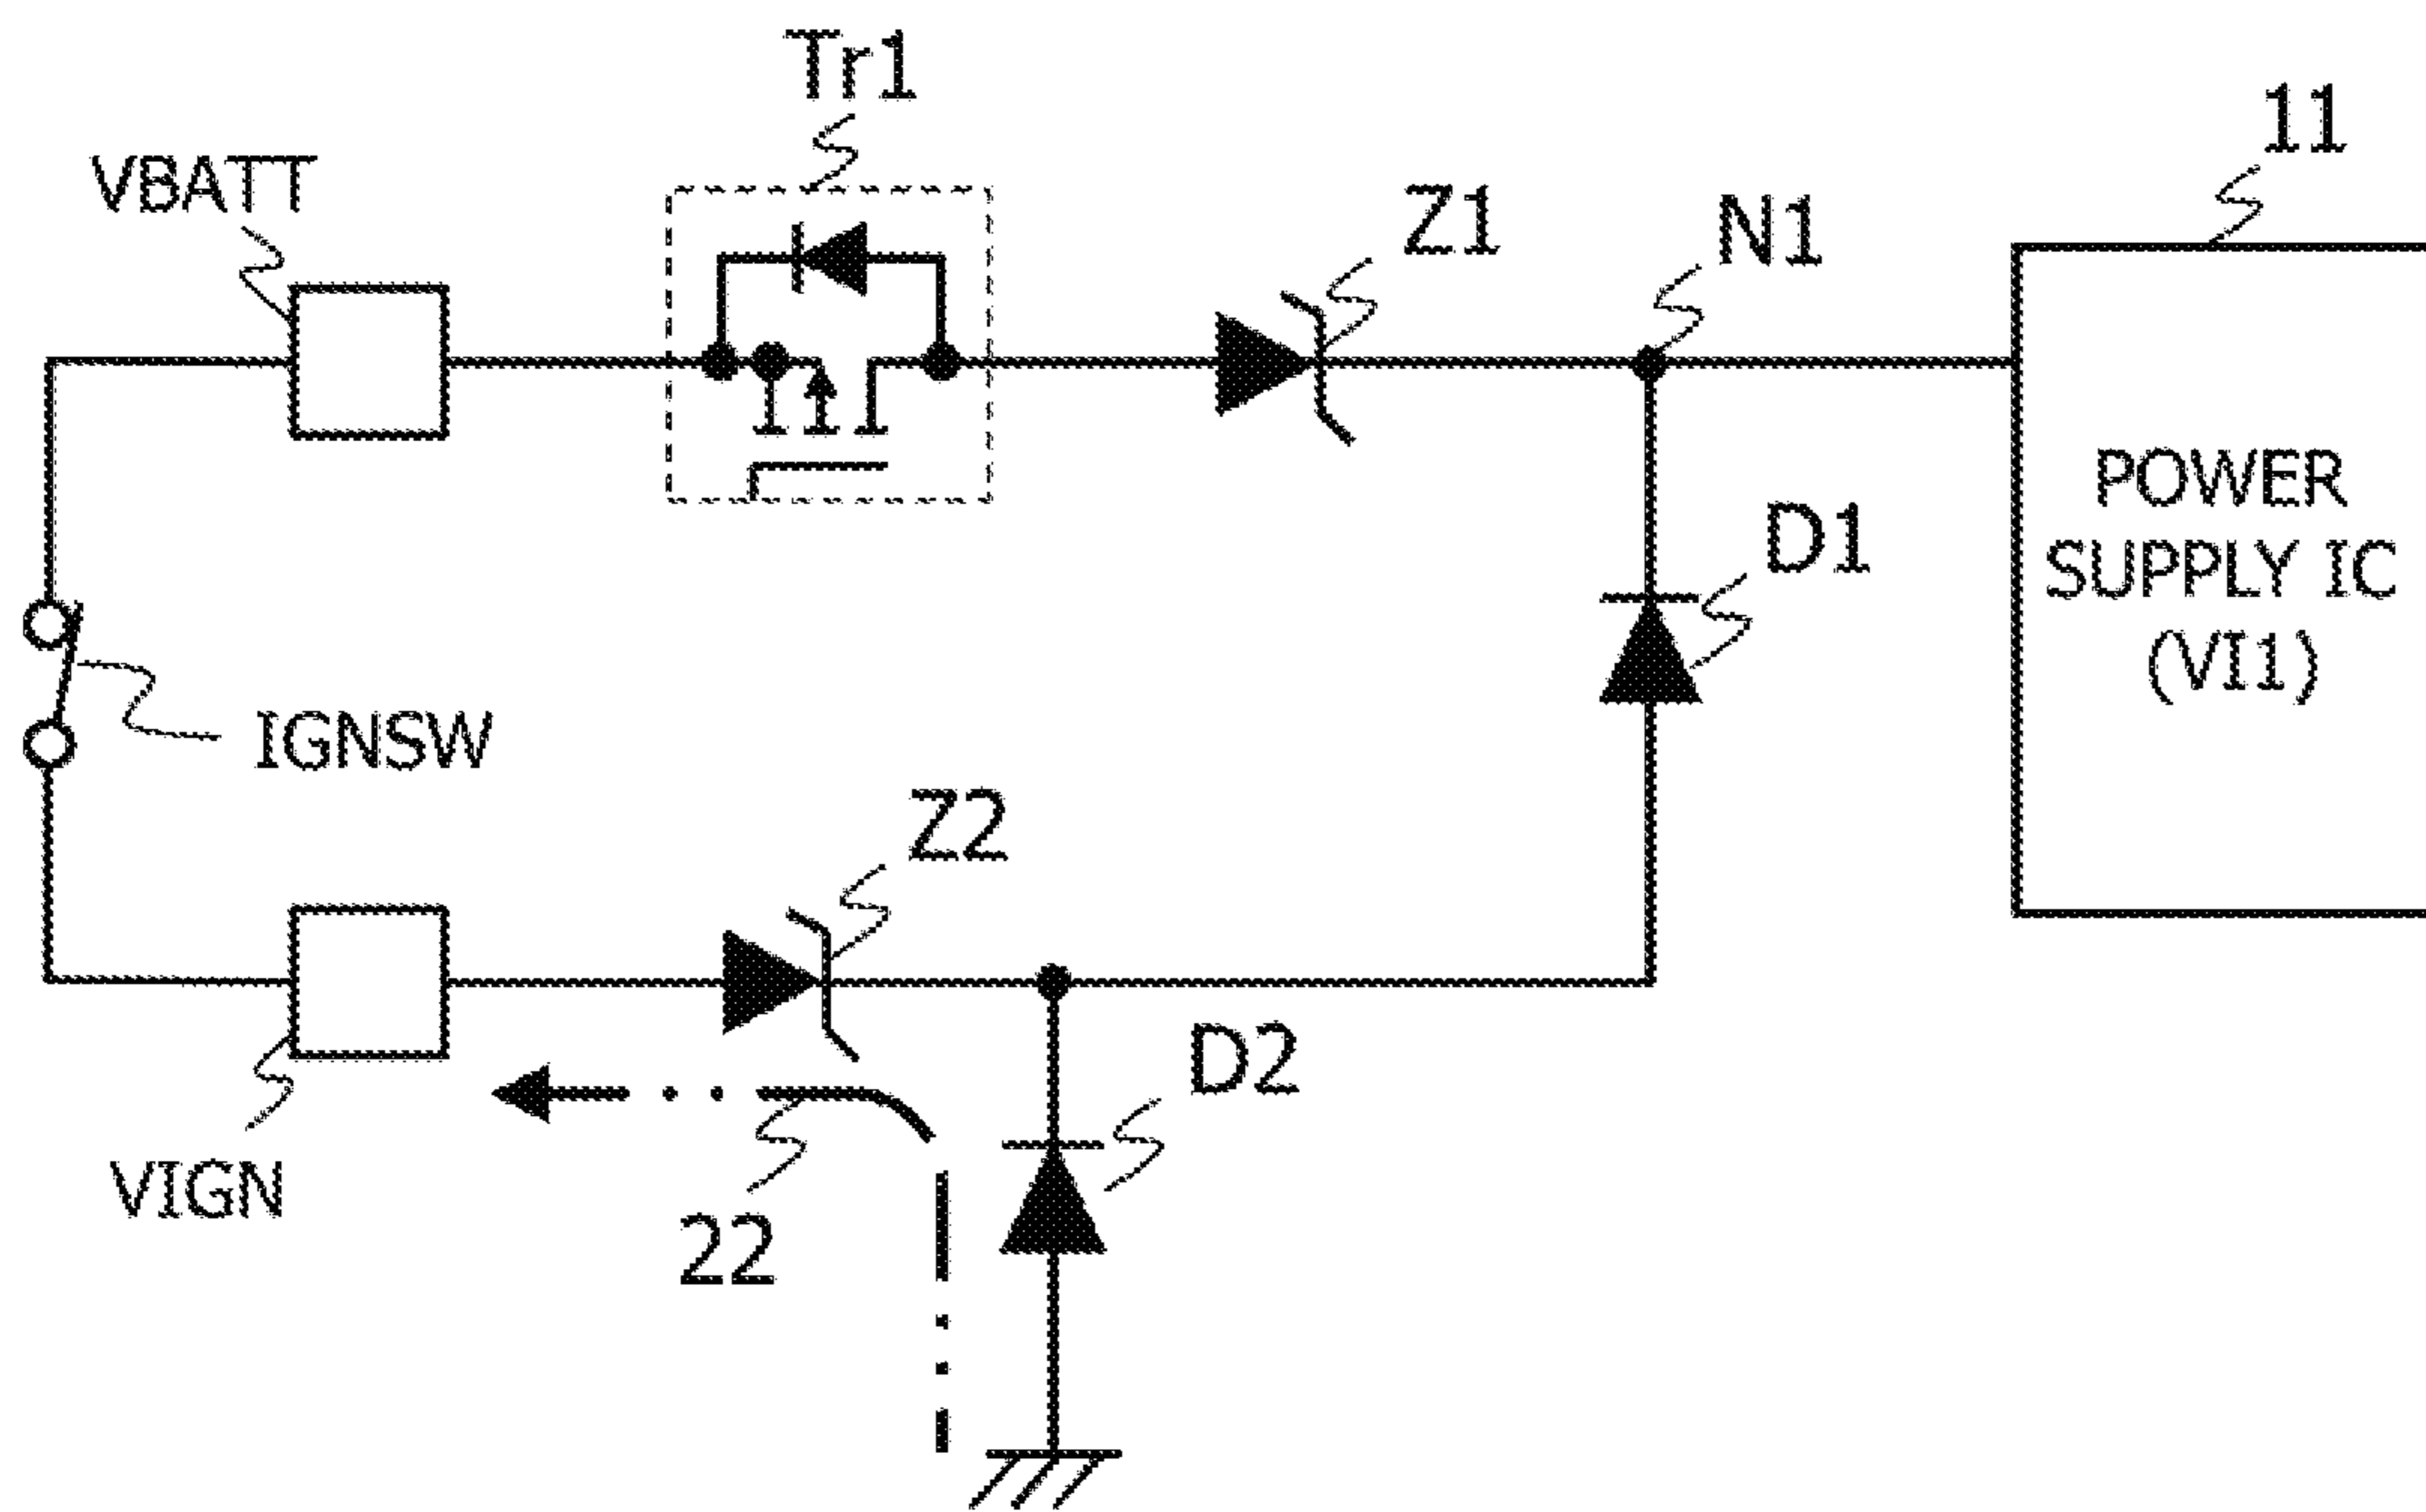 Tr1
11
VBATT
Z1
N1
POWER
SUPPLY IC
(VI1)
D1
IGNSW
Z2
D2
VIGN
22